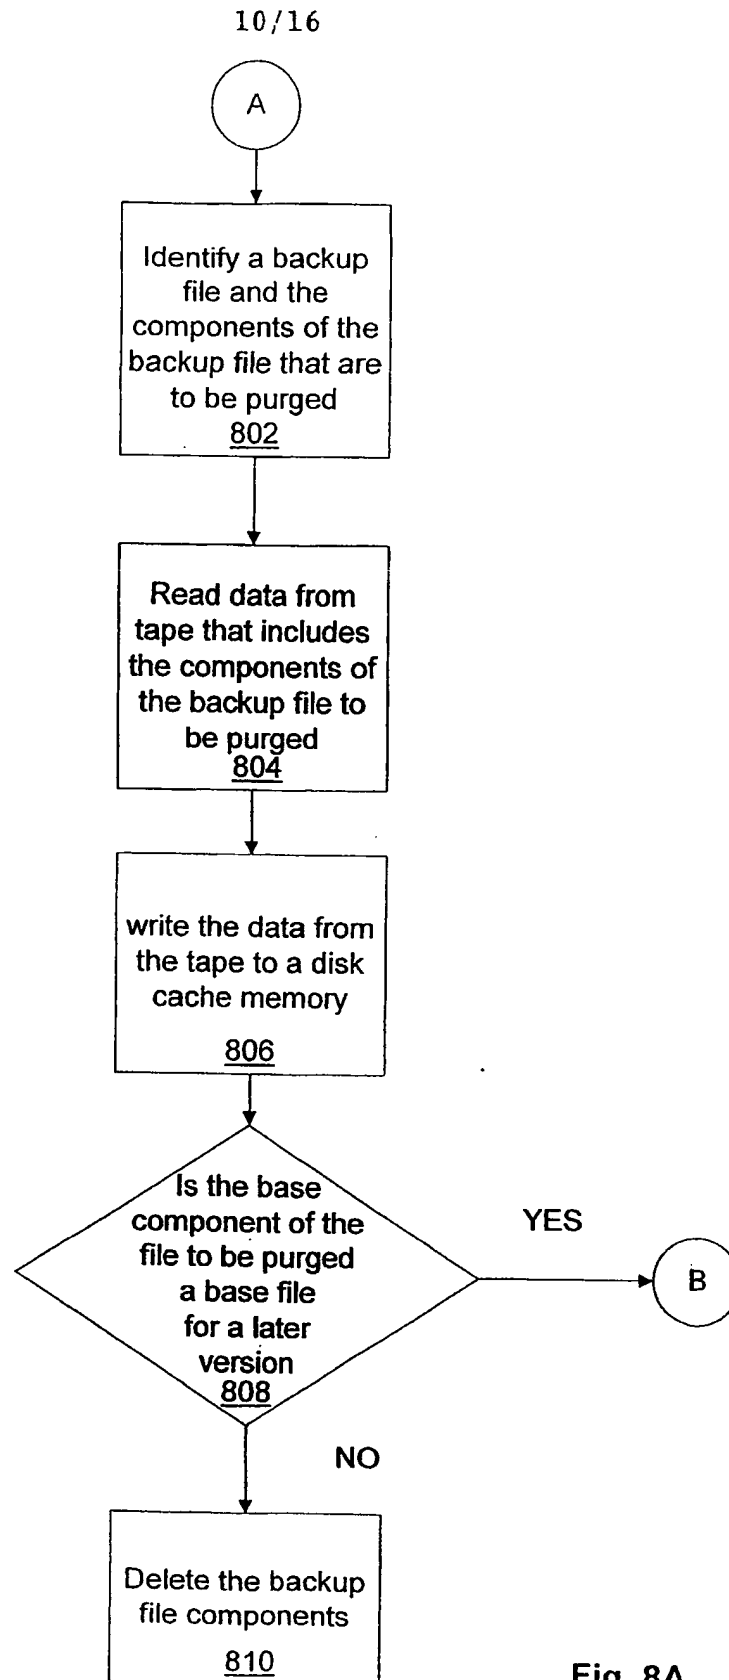 10/16
A
Identify a backup
file and the
components of the
backup file that are
to be purged
802
Read data from
tape that includes
the components of
the backup file to
be purged
804
write the data from
the tape to a disk
cache memory
806
Is the base
component of the
file to be purged
a base file
for a later
version
808
YES
B
NO
Delete the backup
file components
810
Fig. 8A